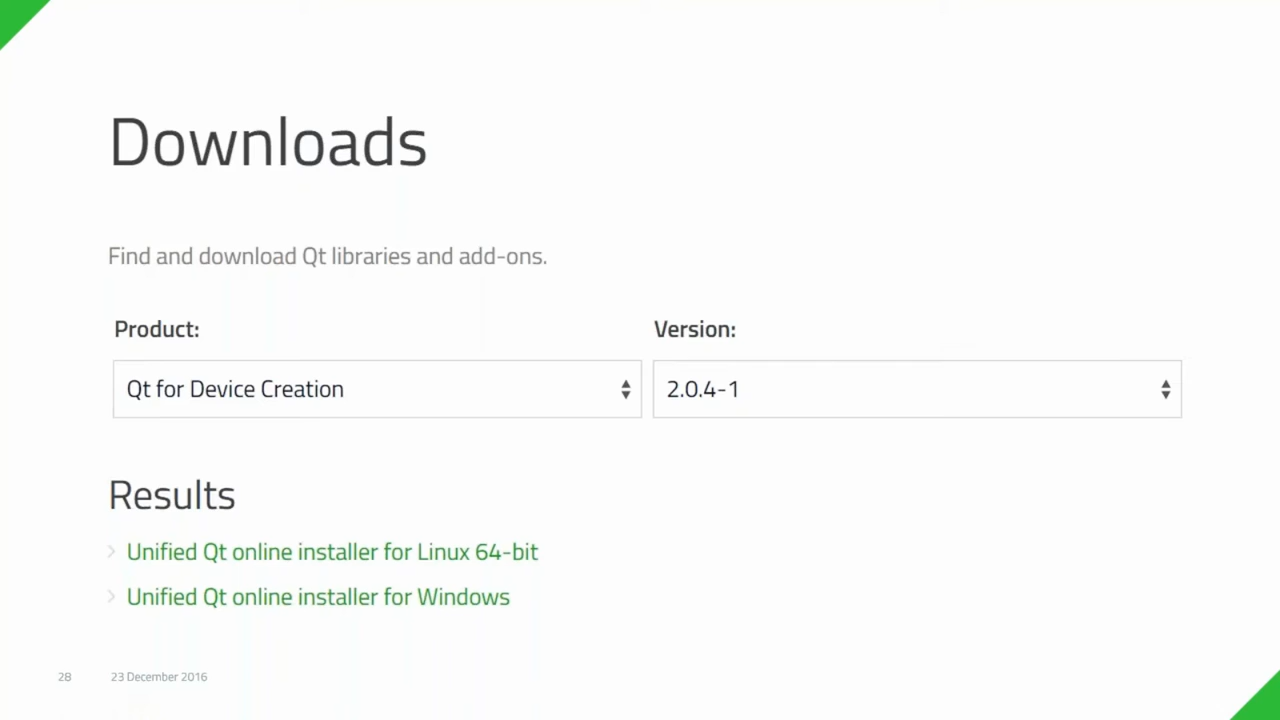 Downloads
Find and download Qt libraries and add-ons.
Product:
Version:
Qt for Device Creation
2.0.4-1
Results
Unified Qt online installer for Linux 64-bit
Unified Qt online installer for Windows
28
23 December 2016